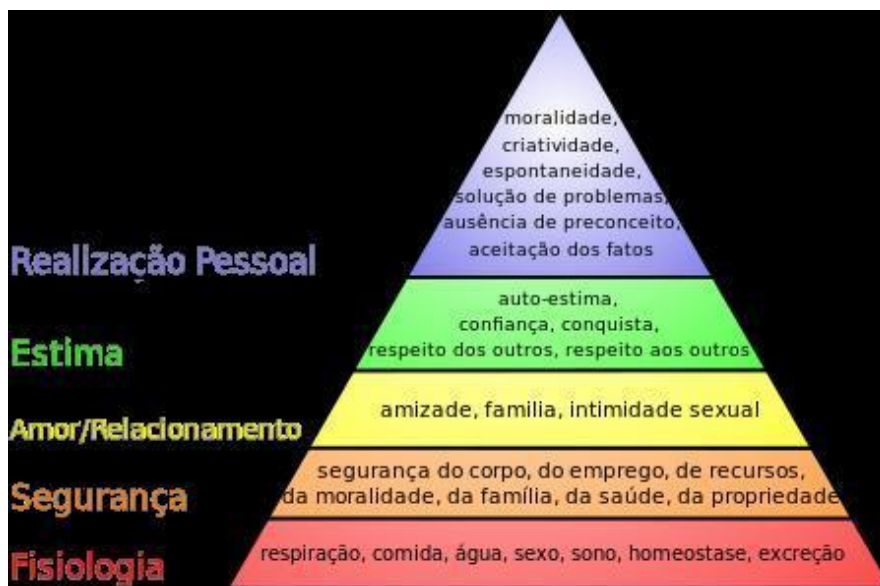 moralidade,
criatividade,
espontaneidade,
solução de problemas,
ausência de preconceito,
aceitação dos fatos
Realização Pessoal
auto-estima,
confiança, conquista,
respeito dos outros, respeito aos outros
Estima
amizade, familia, intimidade sexual
Amor/Relacionamento
segurança do corpo, do emprego, de recursos,
da moralidade, da família, da saúde, da propriedade
Segurança
respiração, comida, água, sexo, sono, homeostase, excreção
Fisiologia